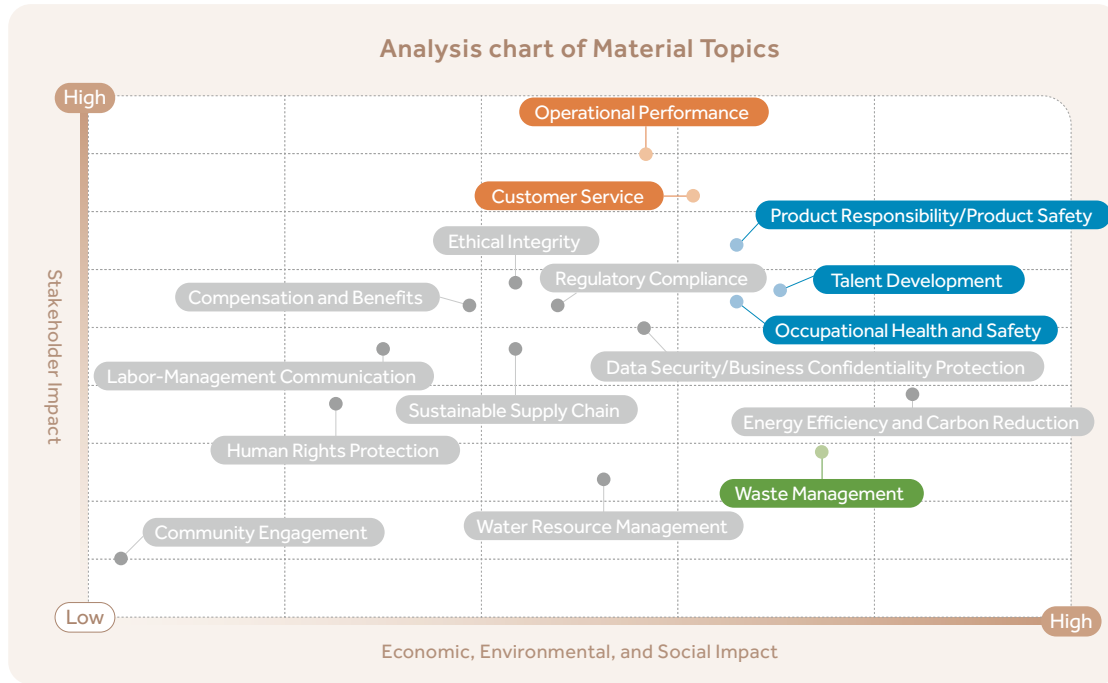 Analysis chart of Material Topics
High
Operational Performance
Customer Service
Product Responsibility/Product Safety
Ethical Integrity
Regulatory Compliance
Talent Development
Compensation and Benefits
Occupational Health and Safety
Stakeholder Impact
Data Security/Business Confidentiality Protection
Labor-Management Communication
Sustainable Supply Chain
Energy Efficiency and Carbon Reduction
Human Rights Protection
Waste Management
Water Resource Management
Community Engagement
Low
High
Economic, Environmental, and Social Impact